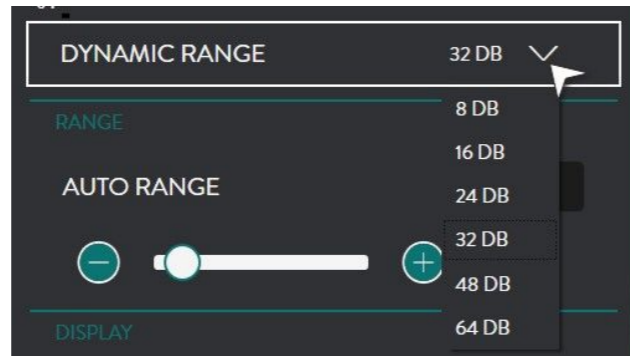 DYNAMIC RANGE 32 DB
8 DB
RANGE
16 DB
AUTO RANGE
24 DB
32 DB
48 DB
64 DB
DISPLAY